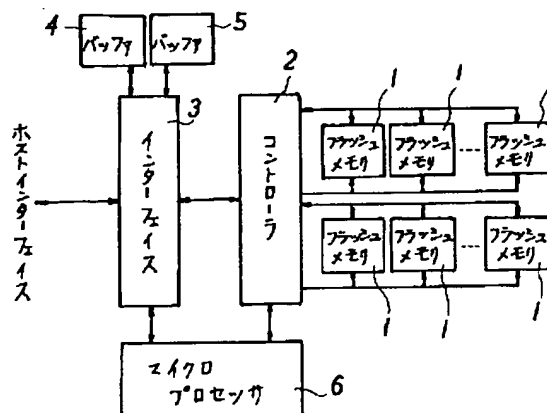 4
バッファ
バッファ
5
3
インターフェイス
2
コントローラ
ホストインターフェイス
1
1
1
フラッシュ
メモリ
フラッシュ
メモリ
フラッシュ
メモリ
フラッシュ
メモリ
フラッシュ
メモリ
フラッシュ
メモリ
1
1
1
マイクロ
プロセッサ
6